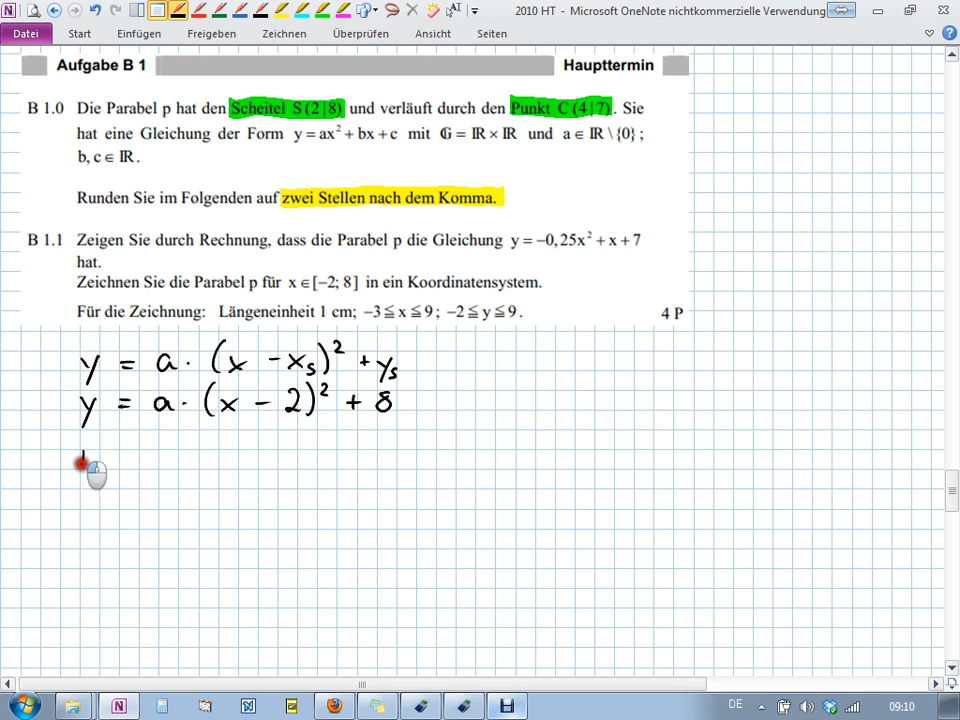 2010 HT - Microsoft OneNote nichtkommerzielle Verwendung
Datei Start Einfügen Freigeben Zeichnen Überprüfen Ansicht Seiten
Aufgabe B 1 Haupttermin
B 1.0 Die Parabel p hat den Scheitel S (2 | 8) und verläuft durch den Punkt C (4 | 7). Sie
hat eine Gleichung der Form y = ax² + bx + c mit 𝔾 = ℝ × ℝ und a ∈ ℝ \ {0} ;
b, c ∈ ℝ .
Runden Sie im Folgenden auf zwei Stellen nach dem Komma.
B 1.1 Zeigen Sie durch Rechnung, dass die Parabel p die Gleichung y = −0,25x² + x + 7
hat.
Zeichnen Sie die Parabel p für x ∈ [−2; 8] in ein Koordinatensystem.
Für die Zeichnung: Längeneinheit 1 cm; −3 ≦ x ≦ 9 ; −2 ≦ y ≦ 9 . 4 P
y = a · (x − xₛ)² + yₛ
y = a · (x − 2)² + 8
DE 09:10